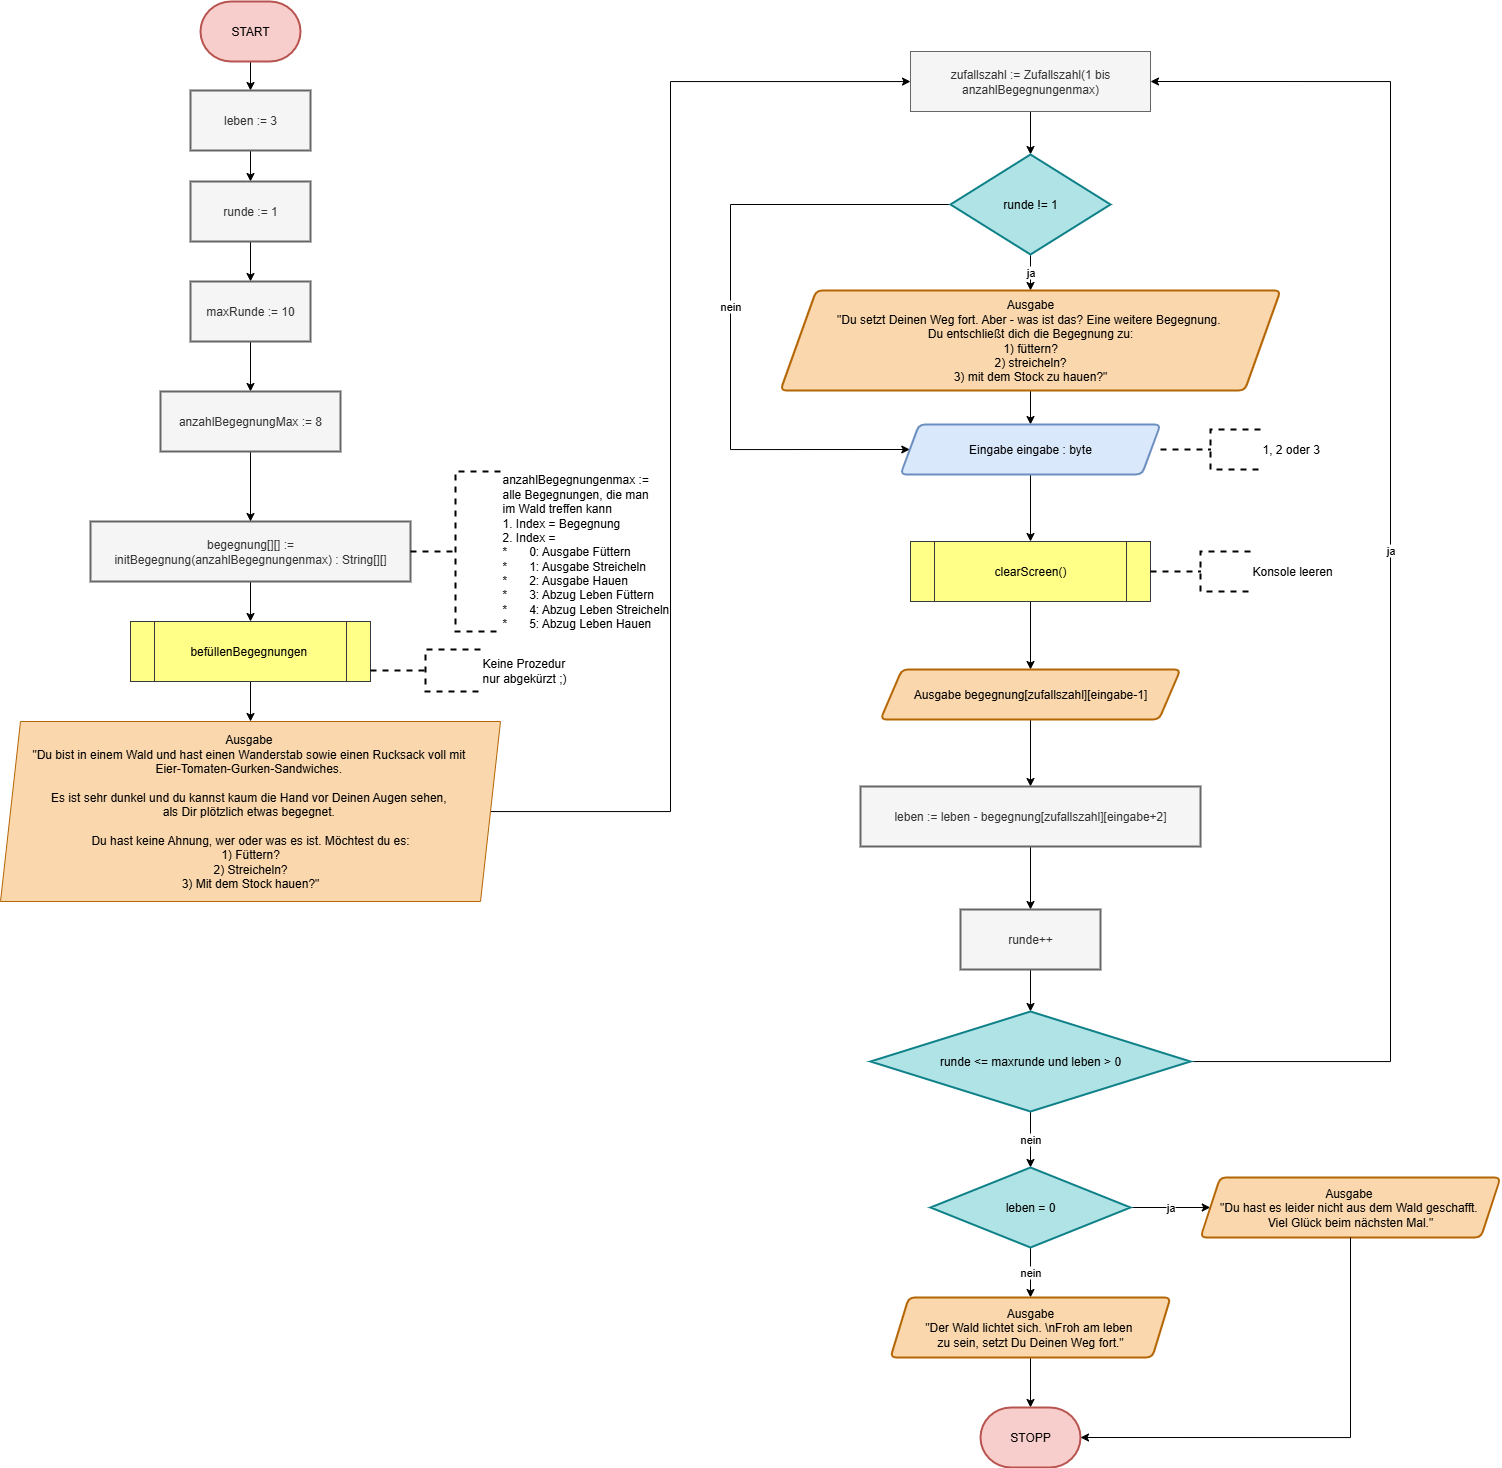 START
leben := 3
runde := 1
maxRunde := 10
anzahlBegegnungMax := 8
begegnung[][] :=
initBegegnung(anzahlBegegnungenmax) : String[][]
anzahlBegegnungenmax :=
alle Begegnungen, die man
im Wald treffen kann
1. Index = Begegnung
2. Index =
* 0: Ausgabe Füttern
* 1: Ausgabe Streicheln
* 2: Ausgabe Hauen
* 3: Abzug Leben Füttern
* 4: Abzug Leben Streicheln
* 5: Abzug Leben Hauen
befüllenBegegnungen
Keine Prozedur
nur abgekürzt ;)
Ausgabe
"Du bist in einem Wald und hast einen Wanderstab sowie einen Rucksack voll mit
Eier-Tomaten-Gurken-Sandwiches.
Es ist sehr dunkel und du kannst kaum die Hand vor Deinen Augen sehen,
als Dir plötzlich etwas begegnet.
Du hast keine Ahnung, wer oder was es ist. Möchtest du es:
1) Füttern?
2) Streicheln?
3) Mit dem Stock hauen?"
zufallszahl := Zufallszahl(1 bis
anzahlBegegnungenmax)
runde != 1
ja
nein
Ausgabe
"Du setzt Deinen Weg fort. Aber - was ist das? Eine weitere Begegnung.
Du entschließt dich die Begegnung zu:
1) füttern?
2) streicheln?
3) mit dem Stock zu hauen?"
Eingabe eingabe : byte
1, 2 oder 3
clearScreen()
Konsole leeren
Ausgabe begegnung[zufallszahl][eingabe-1]
leben := leben - begegnung[zufallszahl][eingabe+2]
runde++
runde <= maxrunde und leben > 0
ja
nein
leben = 0
ja
Ausgabe
"Du hast es leider nicht aus dem Wald geschafft.
Viel Glück beim nächsten Mal."
nein
Ausgabe
"Der Wald lichtet sich. \nFroh am leben
zu sein, setzt Du Deinen Weg fort."
STOPP